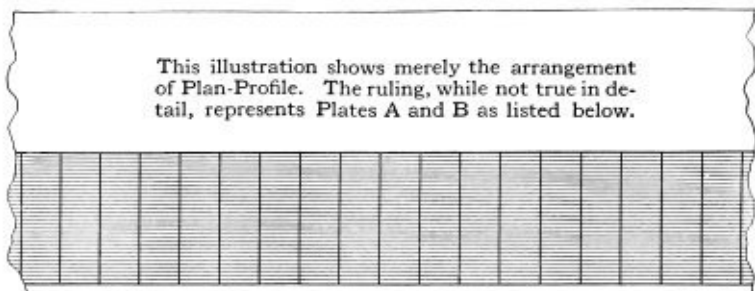 This illustration shows merely the arrangement
of Plan-Profile. The ruling, while not true in de-
tail, represents Plates A and B as listed below.